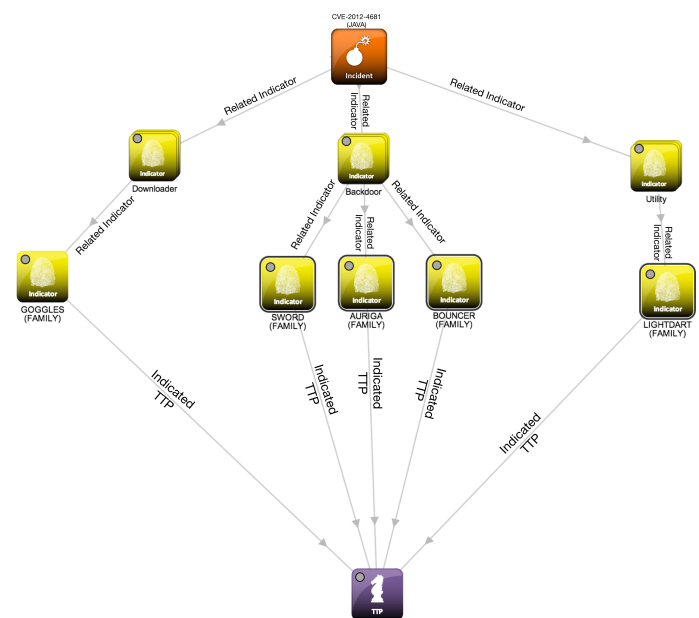 CVE-2012-4681
(JAVA)
Incident
Related Indicator
Related
Indicator
Related Indicator
Indicator
Downloader
Indicator
Backdoor
Indicator
Utility
Related Indicator
Related Indicator
Related
Indicator
Related Indicator
Related
Indicator
Indicator
GOGGLES
(FAMILY)
Indicator
SWORD
(FAMILY)
Indicator
AURIGA
(FAMILY)
Indicator
BOUNCER
(FAMILY)
Indicator
LIGHTDART
(FAMILY)
Indicated
TTP
Indicated
TTP
Indicated
TTP
Indicated
TTP
Indicated
TTP
TTP